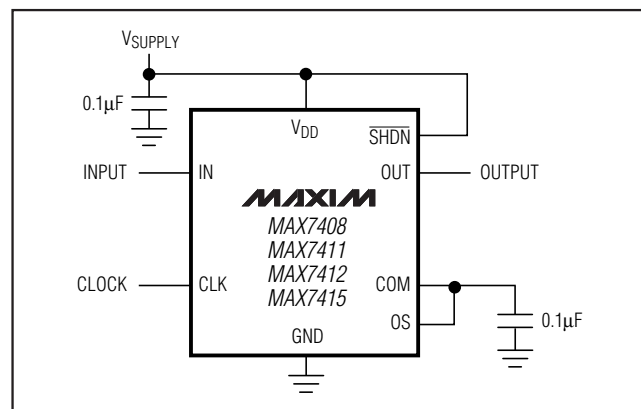 VSUPPLY
0.1µF
VDD
SHDN
INPUT
IN
OUT
OUTPUT
MAXIM
MAX7408
MAX7411
MAX7412
MAX7415
CLOCK
CLK
COM
OS
0.1µF
GND